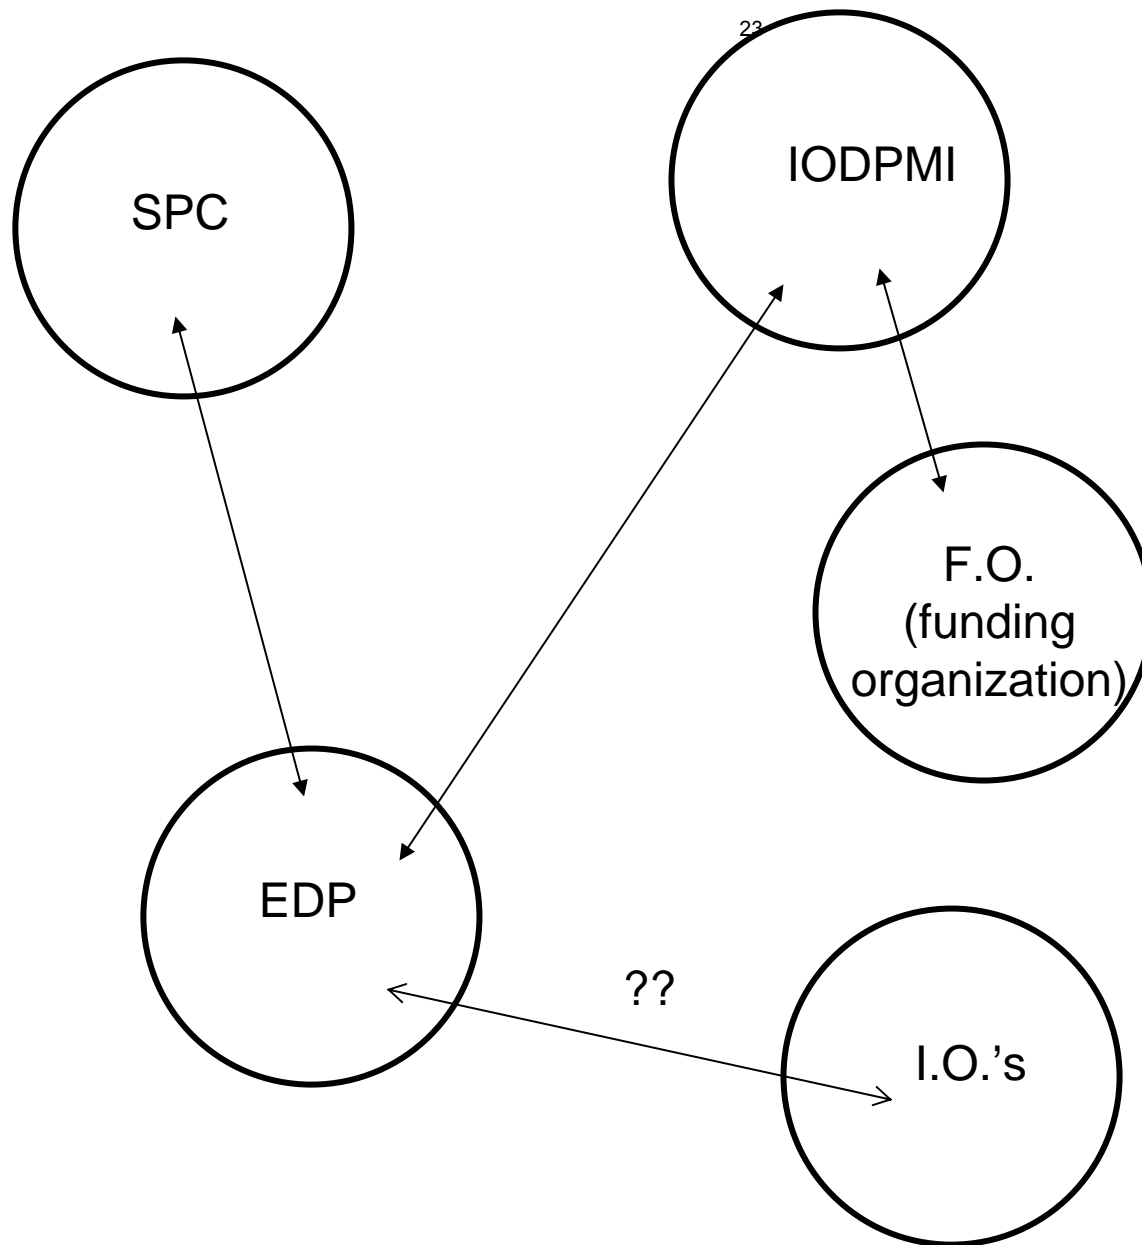 23
IODPMI
SPC
F.O.
(funding
organization)
EDP
??
I.O.’s